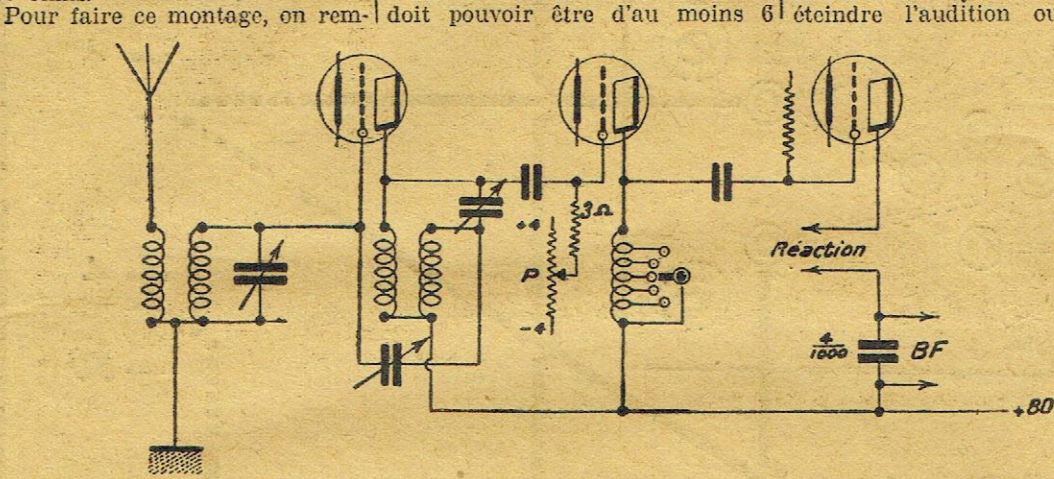 Pour faire ce montage, on rem-
doit pouvoir être d'au moins 6
éteindre l'audition ou
+4
3Ω
P
-4
Réaction
4/1000
BF
+80